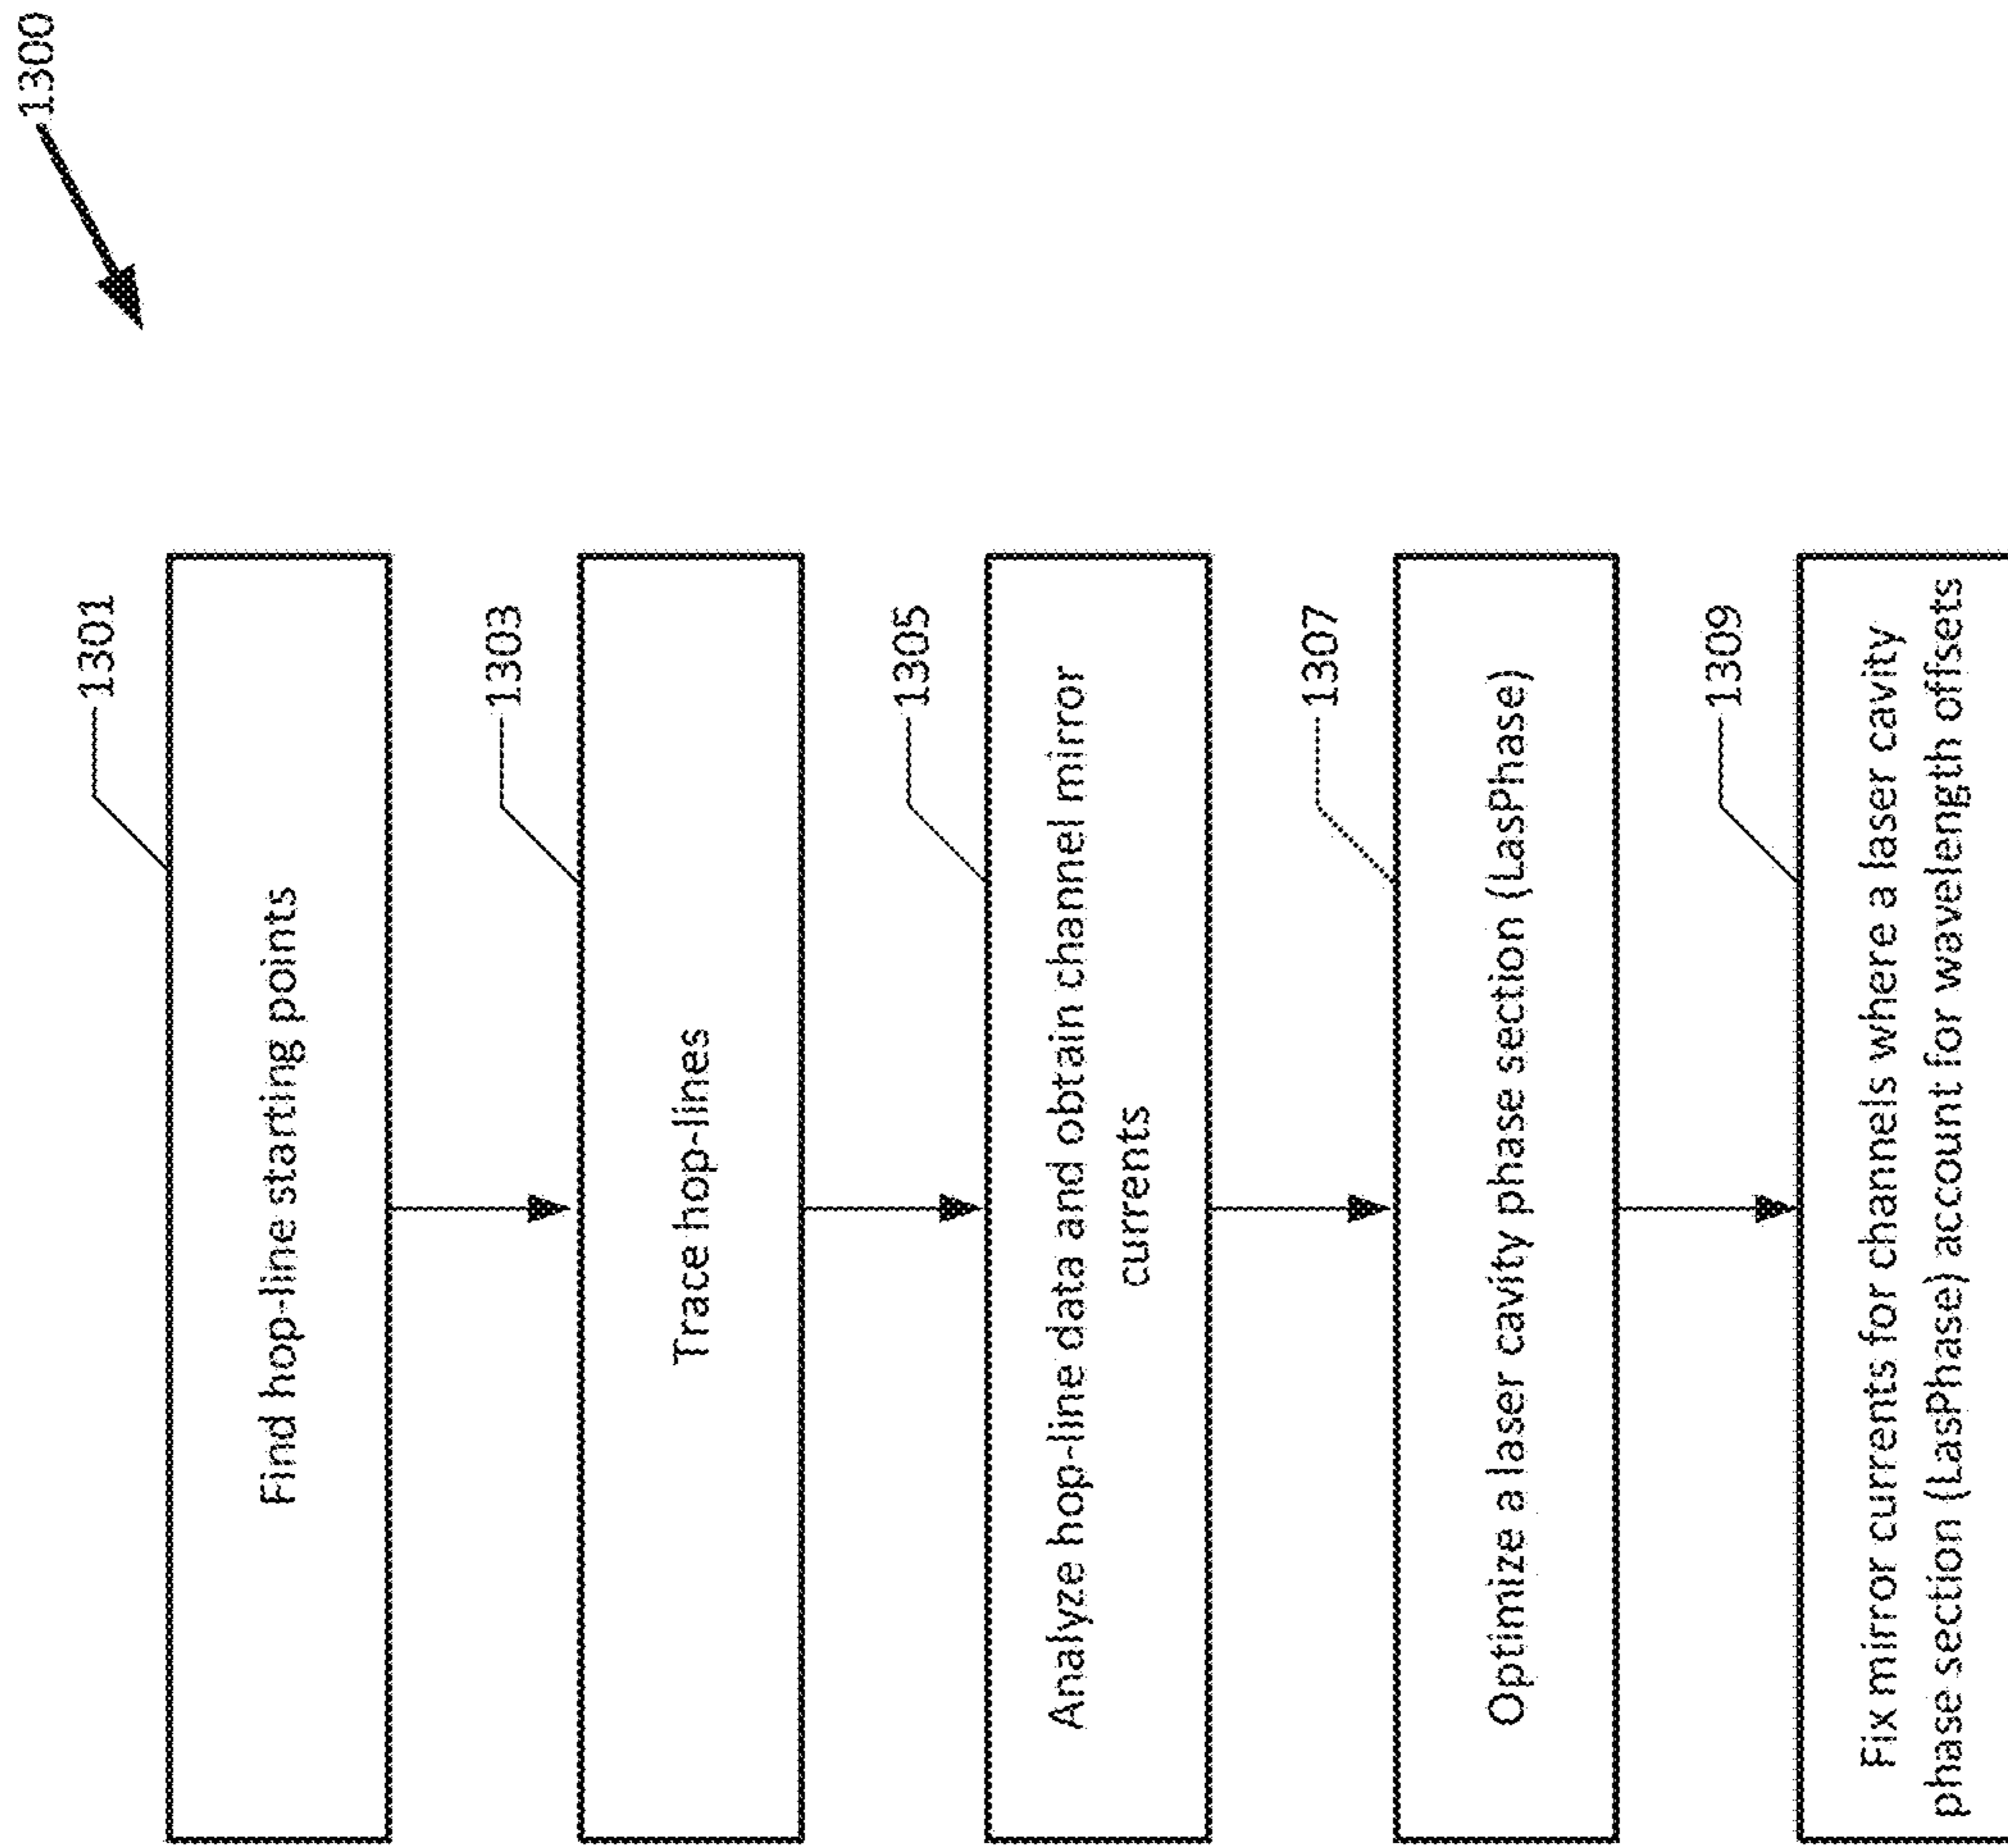 1300
1301
Find hop-line starting points
1303
Trace hop-lines
1305
Analyze hop-line data and obtain channel mirror
currents
1307
Optimize a laser cavity phase section (LasPhase)
1309
Fix mirror currents for channels where a laser cavity
phase section (LasPhase) account for wavelength offsets